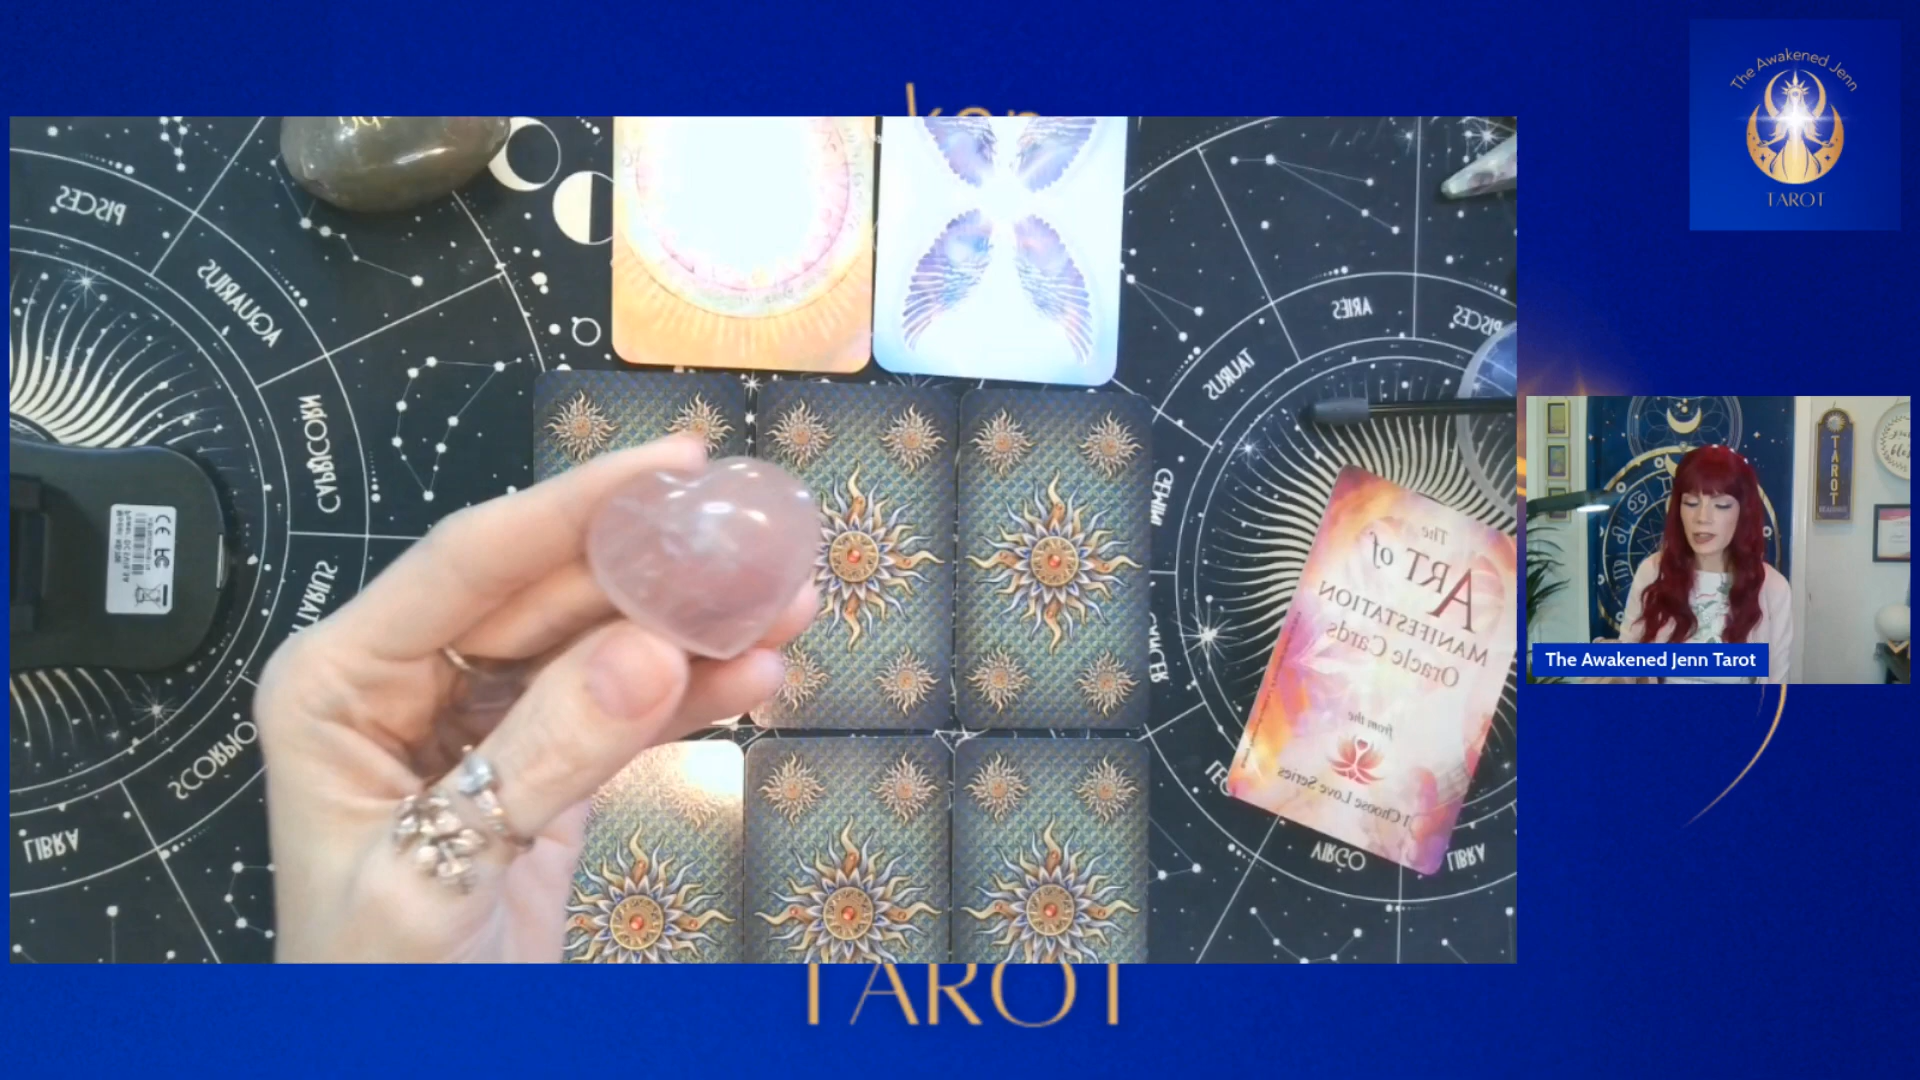 The Awakened Jenn
TAROT
ken
PISCES
AQUARIUS
CAPRICORN
SCORPIO
LIBRA
ARIES
PISCES
TAURUS
GEMINI
CANCER
VIRGO
LIBRA
The
ART of
MANIFESTATION
Oracle Cards
from the
I Choose Love Series
TAROT
The Awakened Jenn Tarot
TAROT